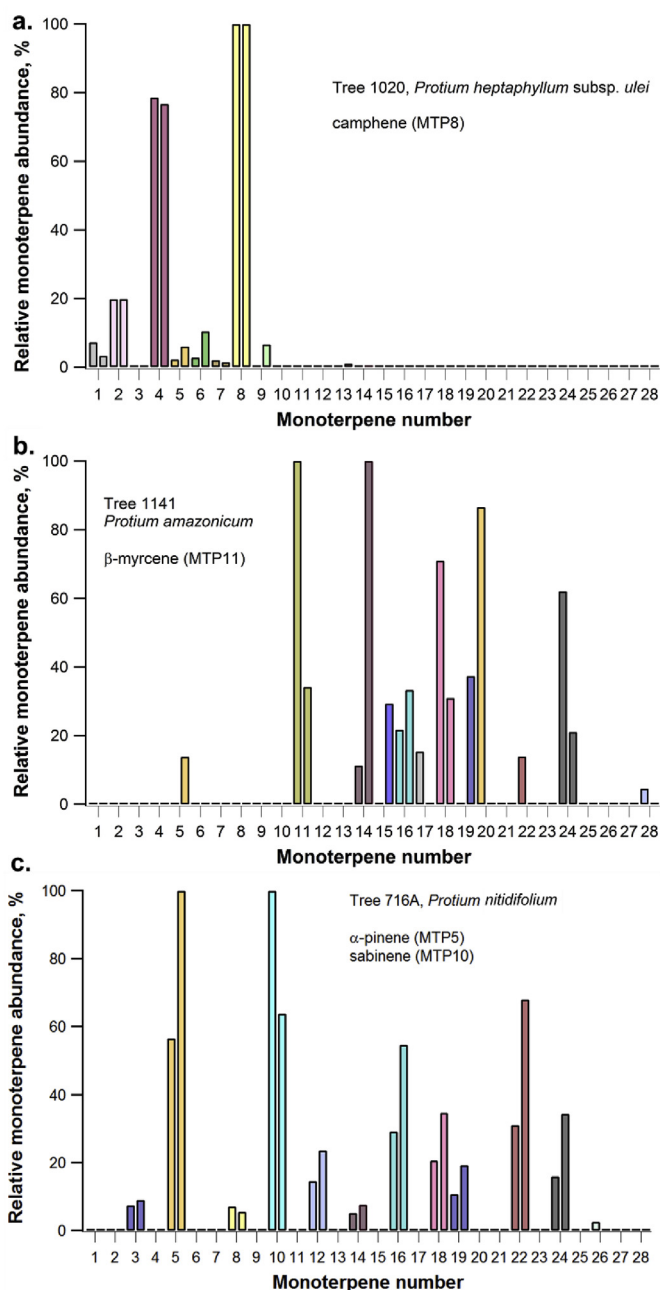 a.
Relative monoterpene abundance, %
100
80
60
40
20
0
Tree 1020, Protium heptaphyllum subsp. ulei
camphene (MTP8)
1 2 3 4 5 6 7 8 9 10 11 12 13 14 15 16 17 18 19 20 21 22 23 24 25 26 27 28
Monoterpene number
b.
Relative monoterpene abundance, %
100
80
60
40
20
0
Tree 1141
Protium amazonicum
β-myrcene (MTP11)
1 2 3 4 5 6 7 8 9 10 11 12 13 14 15 16 17 18 19 20 21 22 23 24 25 26 27 28
Monoterpene number
c.
Relative monoterpene abundance, %
100
80
60
40
20
0
Tree 716A, Protium nitidifolium
α-pinene (MTP5)
sabinene (MTP10)
1 2 3 4 5 6 7 8 9 10 11 12 13 14 15 16 17 18 19 20 21 22 23 24 25 26 27 28
Monoterpene number